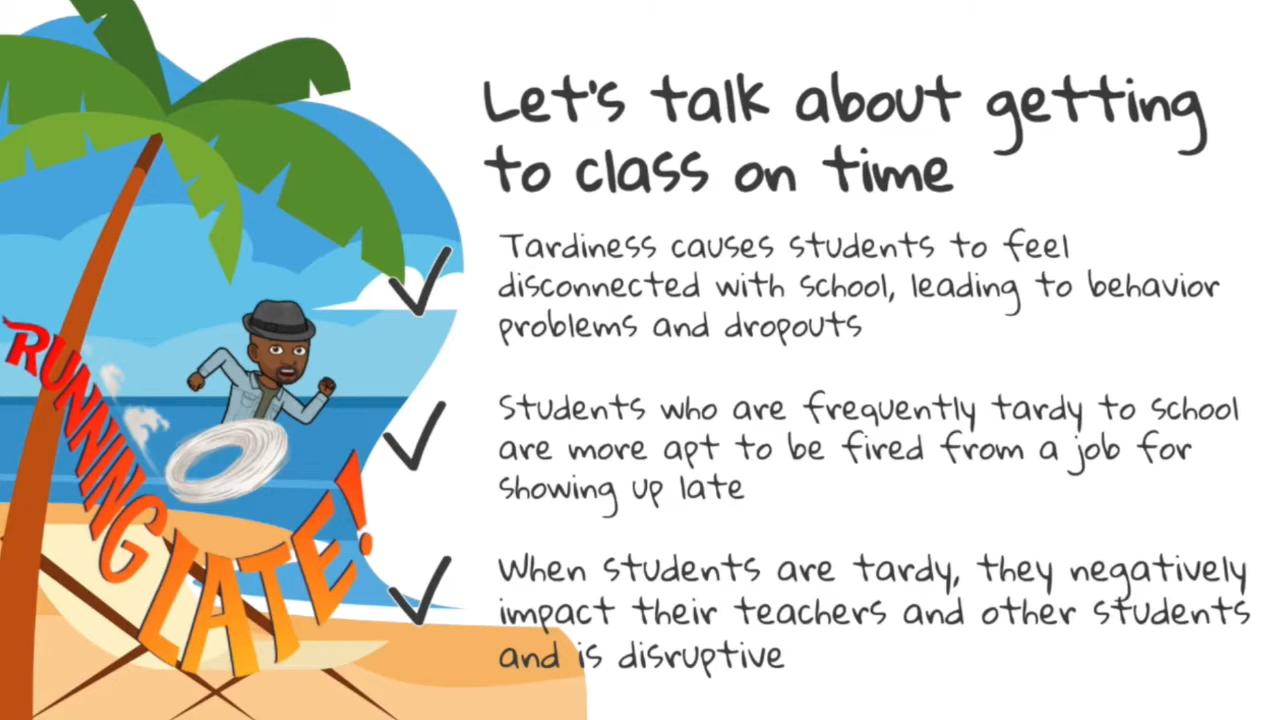 Let's talk about getting
to class on time
Tardiness causes students to feel
disconnected with school, leading to behavior
problems and dropouts
Students who are frequently tardy to school
are more apt to be fired from a job for
showing up late
When students are tardy, they negatively
impact their teachers and other students
and is disruptive
RUNNING LATE!